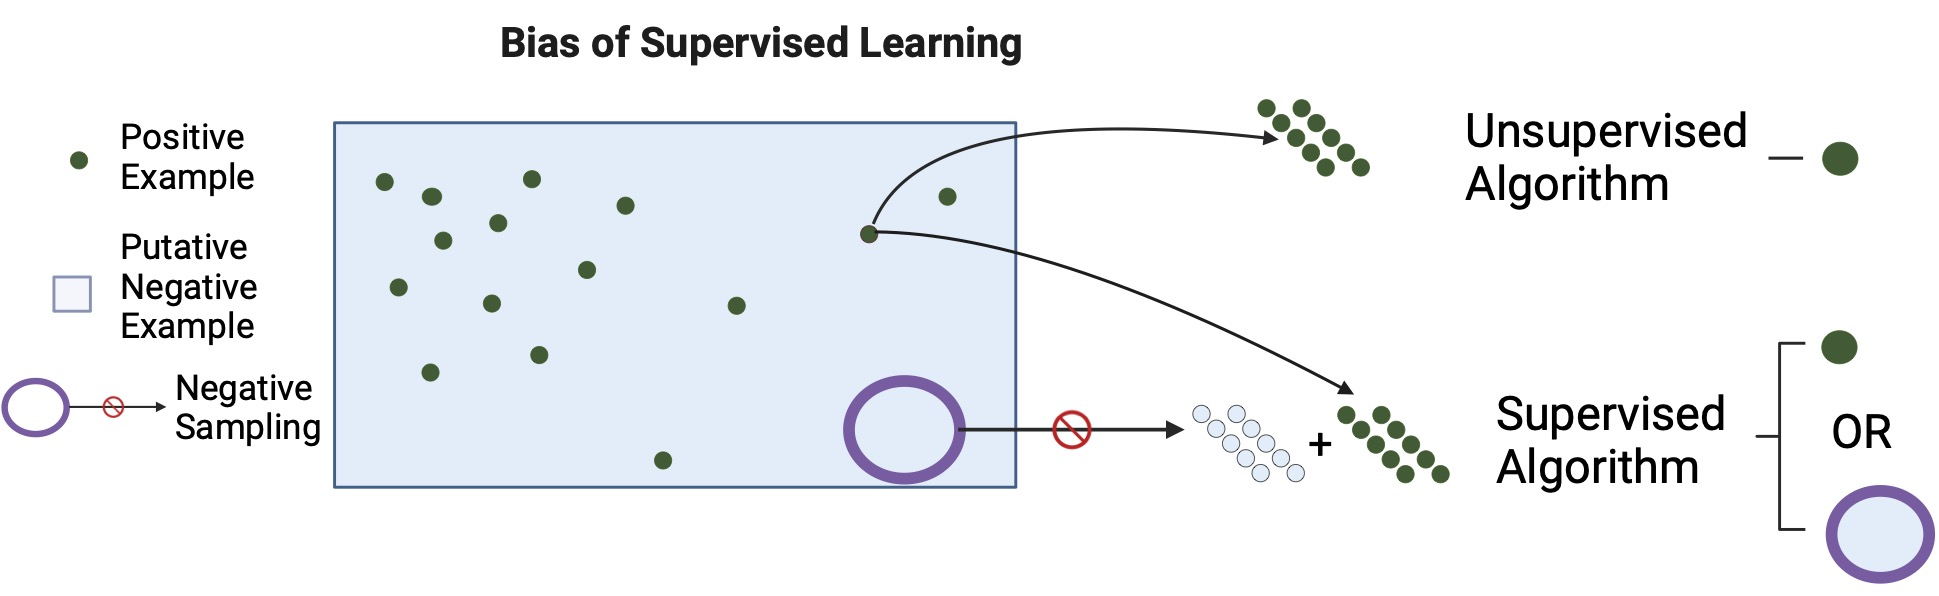 Bias of Supervised Learning
Positive
Example
Putative
Negative
Example
Negative
Sampling
Unsupervised
Algorithm
+
Supervised
Algorithm
OR